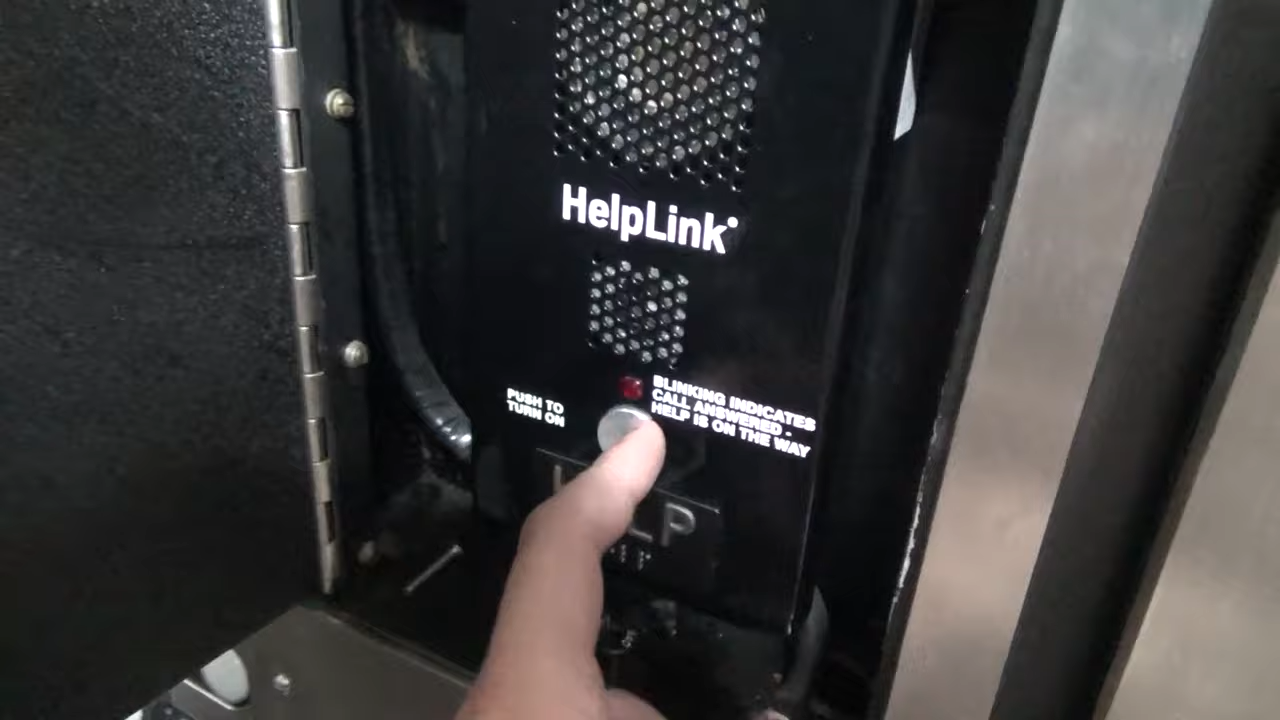 HelpLink
PUSH TO
TURN ON
BLINKING INDICATES
CALL ANSWERED -
HELP IS ON THE WAY